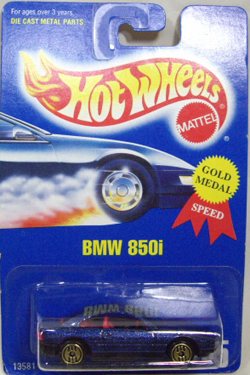 For ages over 3 years.
DIE CAST METAL PARTS
Hot Wheels
MATTEL
GOLD
MEDAL
SPEED
BMW 850i
13581